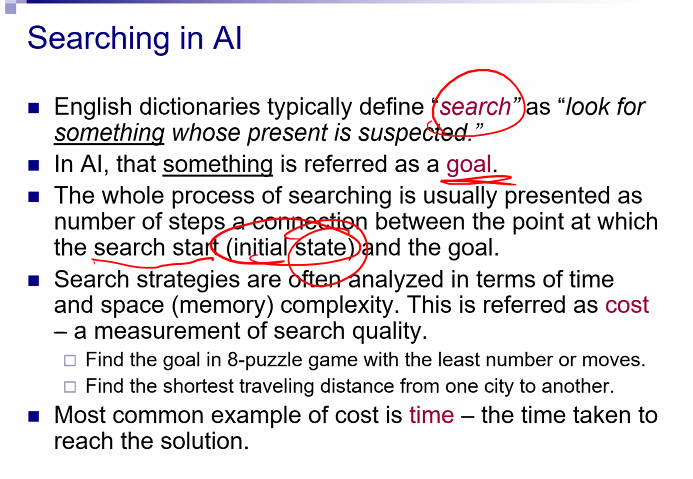 Searching in AI
English dictionaries typically define “search” as “look for
something whose present is suspected.”
In AI, that something is referred as a goal.
The whole process of searching is usually presented as
number of steps a connection between the point at which
the search start (initial state) and the goal.
Search strategies are often analyzed in terms of time
and space (memory) complexity. This is referred as cost
– a measurement of search quality.
Find the goal in 8-puzzle game with the least number or moves.
Find the shortest traveling distance from one city to another.
Most common example of cost is time – the time taken to
reach the solution.